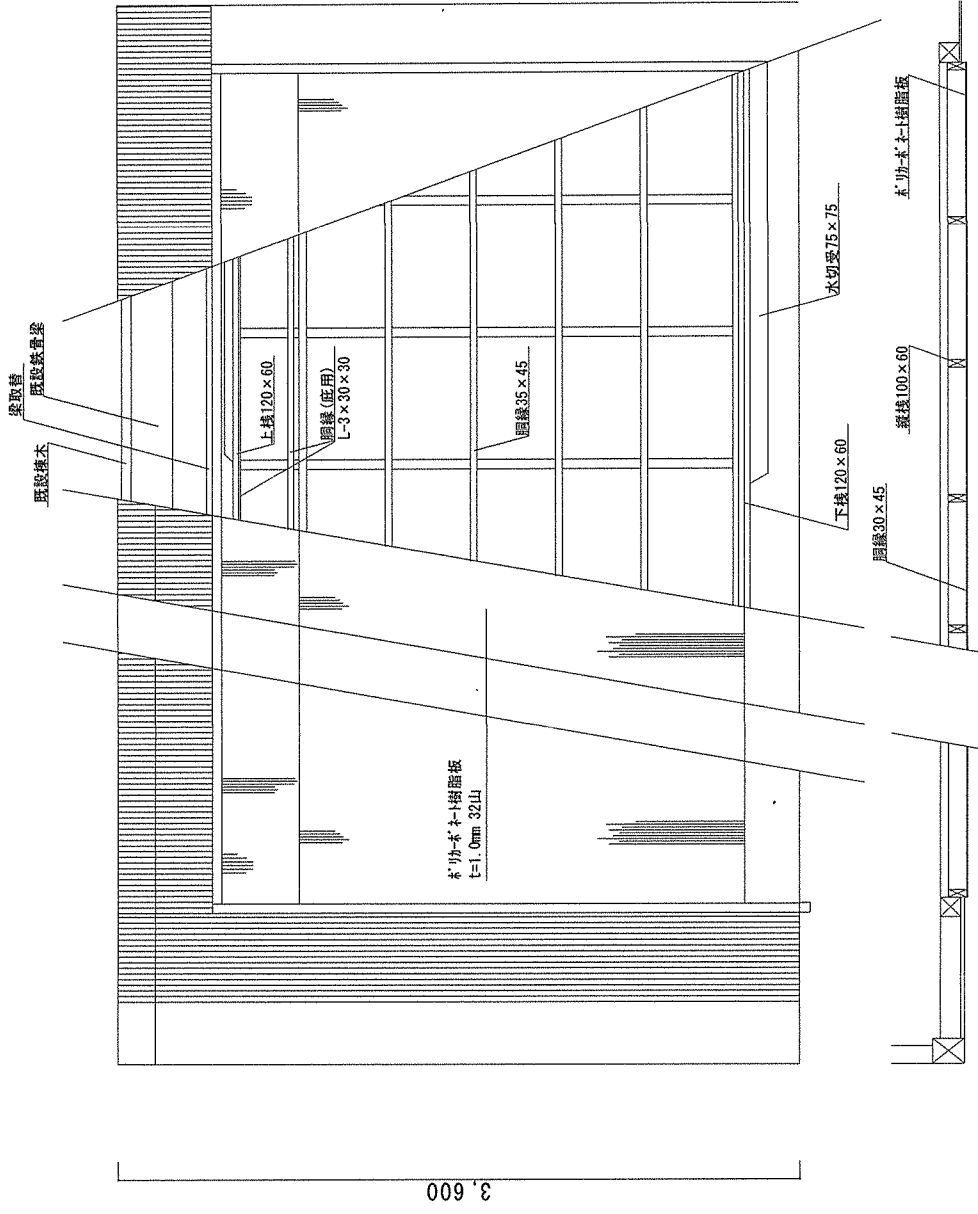 梁取替
既設鉄骨梁
既設棟木
上桟120×60
胴縁(庇用)
L-3×30×30
胴縁35×45
水切受75×75
下桟120×60
ポリカーボネート樹脂板
t=1.0mm 32山
3,600
ポリカーボネート樹脂板
縦桟100×60
胴縁30×45